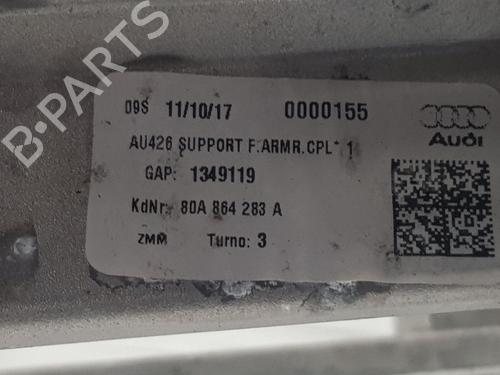 B-PARTS
09S 11/10/17 0000155
AU426 SUPPORT F.ARMR.CPL* 1
GAP: 1349119
KdNr: 80A 864 283 A
ZMM Turno: 3
Audi